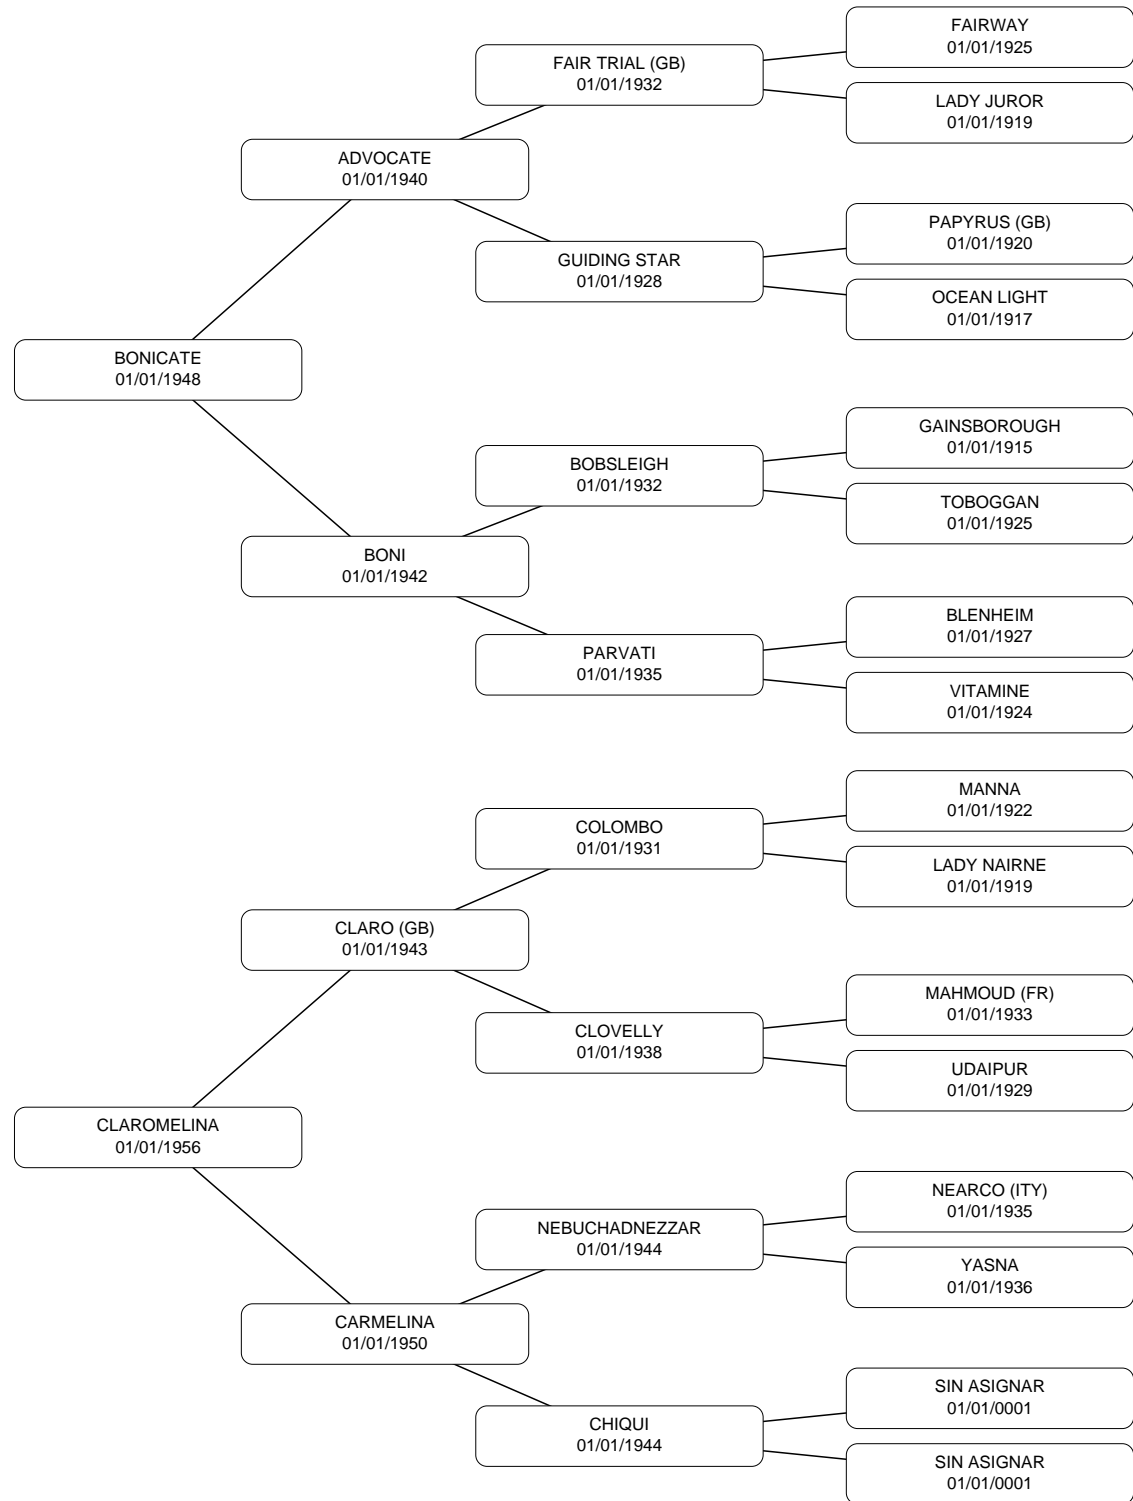 FAIRWAY
01/01/1925
FAIR TRIAL (GB)
01/01/1932
LADY JUROR
01/01/1919
ADVOCATE
01/01/1940
PAPYRUS (GB)
01/01/1920
GUIDING STAR
01/01/1928
OCEAN LIGHT
01/01/1917
BONICATE
01/01/1948
GAINSBOROUGH
01/01/1915
BOBSLEIGH
01/01/1932
TOBOGGAN
01/01/1925
BONI
01/01/1942
BLENHEIM
01/01/1927
PARVATI
01/01/1935
VITAMINE
01/01/1924
MANNA
01/01/1922
COLOMBO
01/01/1931
LADY NAIRNE
01/01/1919
CLARO (GB)
01/01/1943
MAHMOUD (FR)
01/01/1933
CLOVELLY
01/01/1938
UDAIPUR
01/01/1929
CLAROMELINA
01/01/1956
NEARCO (ITY)
01/01/1935
NEBUCHADNEZZAR
01/01/1944
YASNA
01/01/1936
CARMELINA
01/01/1950
SIN ASIGNAR
01/01/0001
CHIQUI
01/01/1944
SIN ASIGNAR
01/01/0001